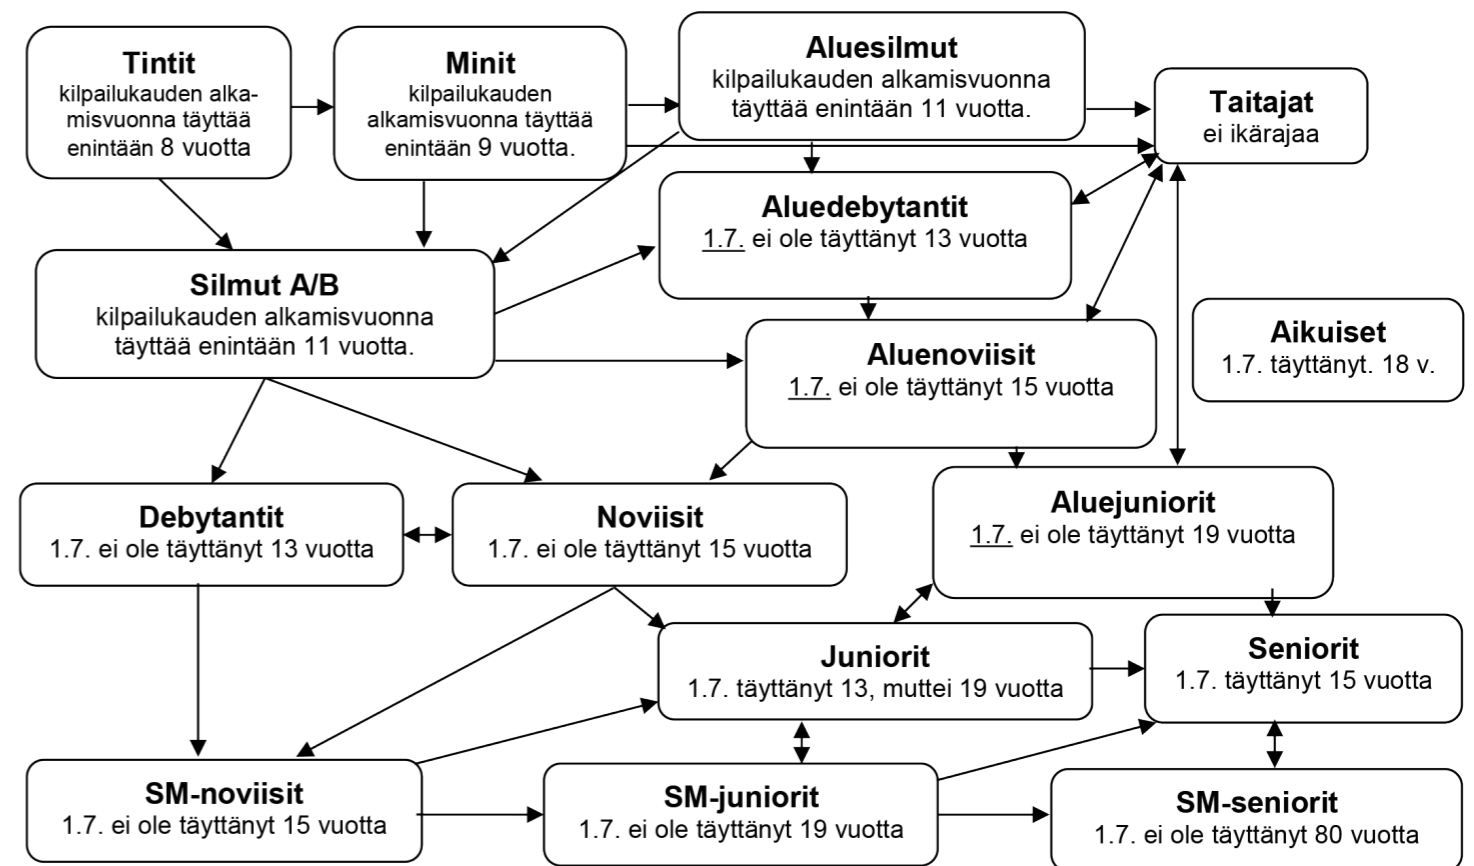 Tintit
kilpailukauden alka-
misvuonna täyttää
enintään 8 vuotta
Minit
kilpailukauden
alkamisvuonna täyttää
enintään 9 vuotta.
Aluesilmut
kilpailukauden alkamisvuonna
täyttää enintään 11 vuotta.
Taitajat
ei ikärajaa
Aluedebytantit
1.7. ei ole täyttänyt 13 vuotta
Silmut A/B
kilpailukauden alkamisvuonna
täyttää enintään 11 vuotta.
Aluenoviisit
1.7. ei ole täyttänyt 15 vuotta
Aikuiset
1.7. täyttänyt. 18 v.
Debytantit
1.7. ei ole täyttänyt 13 vuotta
Noviisit
1.7. ei ole täyttänyt 15 vuotta
Aluejuniorit
1.7. ei ole täyttänyt 19 vuotta
Juniorit
1.7. täyttänyt 13, muttei 19 vuotta
Seniorit
1.7. täyttänyt 15 vuotta
SM-noviisit
1.7. ei ole täyttänyt 15 vuotta
SM-juniorit
1.7. ei ole täyttänyt 19 vuotta
SM-seniorit
1.7. ei ole täyttänyt 80 vuotta